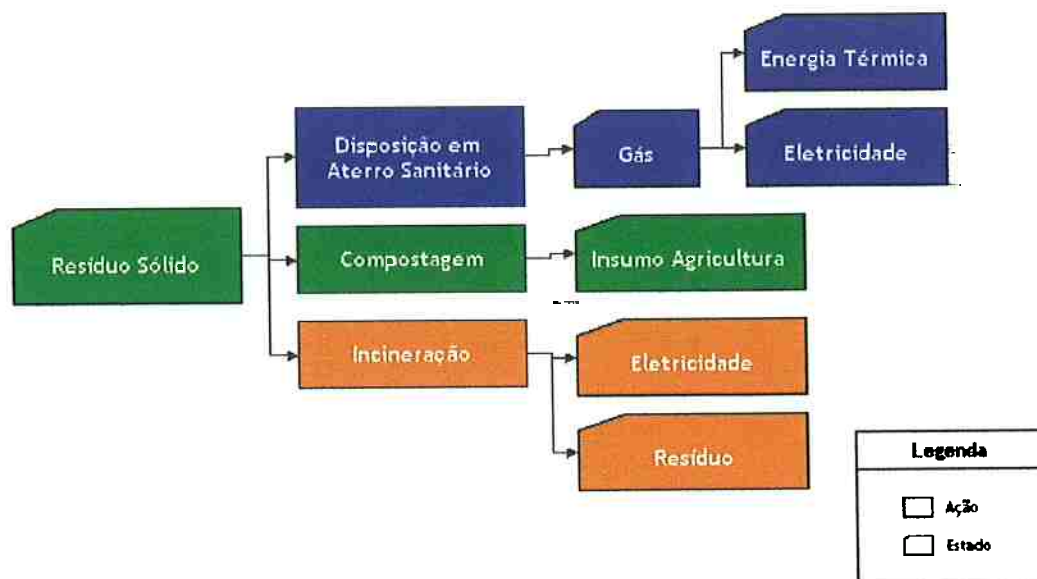 Energia Térmica
Disposição em
Aterro Sanitário
Gás
Eletricidade
Resíduo Sólido
Compostagem
Insumo Agricultura
Incineração
Eletricidade
Resíduo
Legenda
Ação
Estado